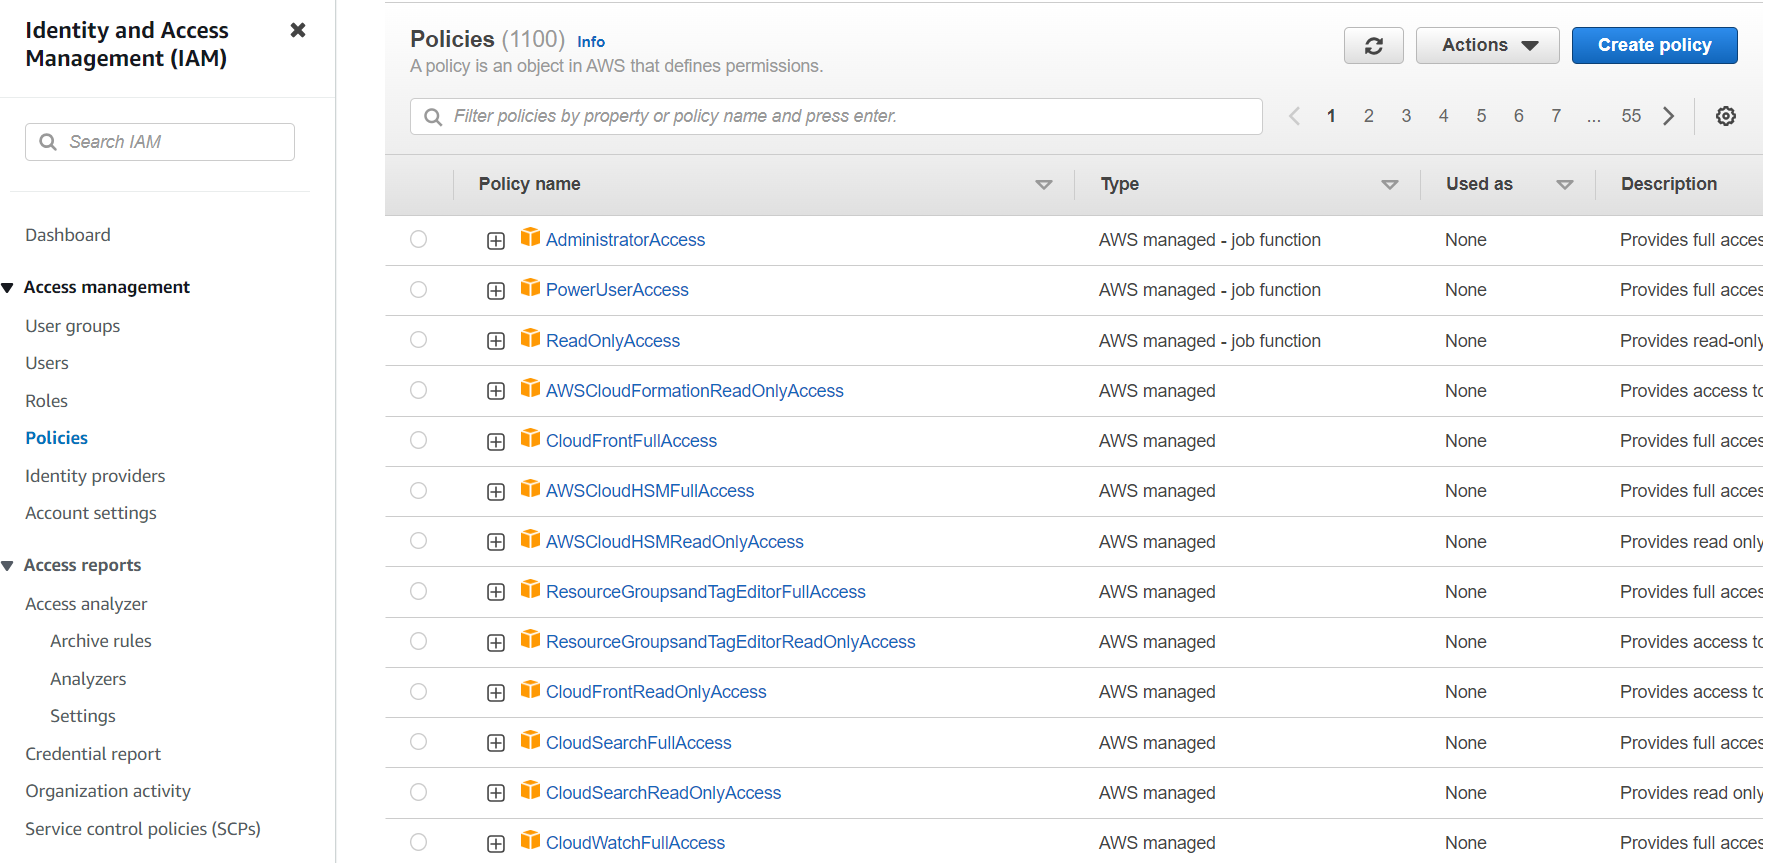 Identity and Access
Management (IAM)
Search IAM
Dashboard
Access management
User groups
Users
Roles
Policies
Identity providers
Account settings
Access reports
Access analyzer
Archive rules
Analyzers
Settings
Credential report
Organization activity
Service control policies (SCPs)
Policies (1100) Info
A policy is an object in AWS that defines permissions.
Actions
Create policy
Filter policies by property or policy name and press enter.
1 2 3 4 5 6 7 ... 55
Policy name Type Used as Description
AdministratorAccess AWS managed - job function None Provides full acces
PowerUserAccess AWS managed - job function None Provides full acces
ReadOnlyAccess AWS managed - job function None Provides read-only
AWSCloudFormationReadOnlyAccess AWS managed None Provides access to
CloudFrontFullAccess AWS managed None Provides full acces
AWSCloudHSMFullAccess AWS managed None Provides full acces
AWSCloudHSMReadOnlyAccess AWS managed None Provides read only
ResourceGroupsandTagEditorFullAccess AWS managed None Provides full acces
ResourceGroupsandTagEditorReadOnlyAccess AWS managed None Provides access to
CloudFrontReadOnlyAccess AWS managed None Provides access to
CloudSearchFullAccess AWS managed None Provides full acces
CloudSearchReadOnlyAccess AWS managed None Provides read only
CloudWatchFullAccess AWS managed None Provides full acces